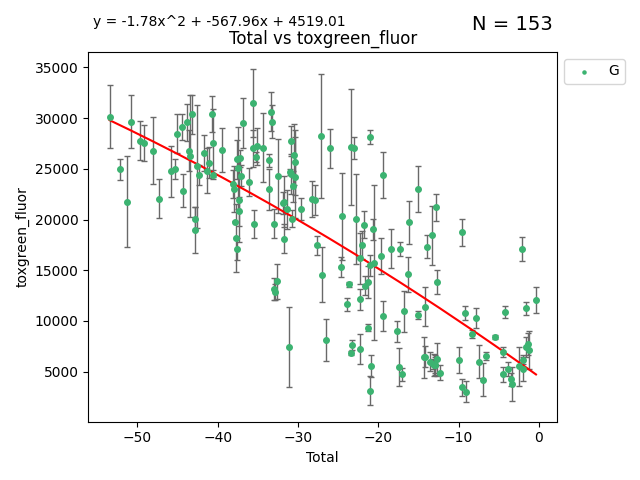 y = -1.78x^2 + -567.96x + 4519.01
N = 153
Total vs toxgreen_fluor
G
35000
30000
25000
20000
15000
10000
5000
toxgreen_fluor
−50 −40 −30 −20 −10 0
Total